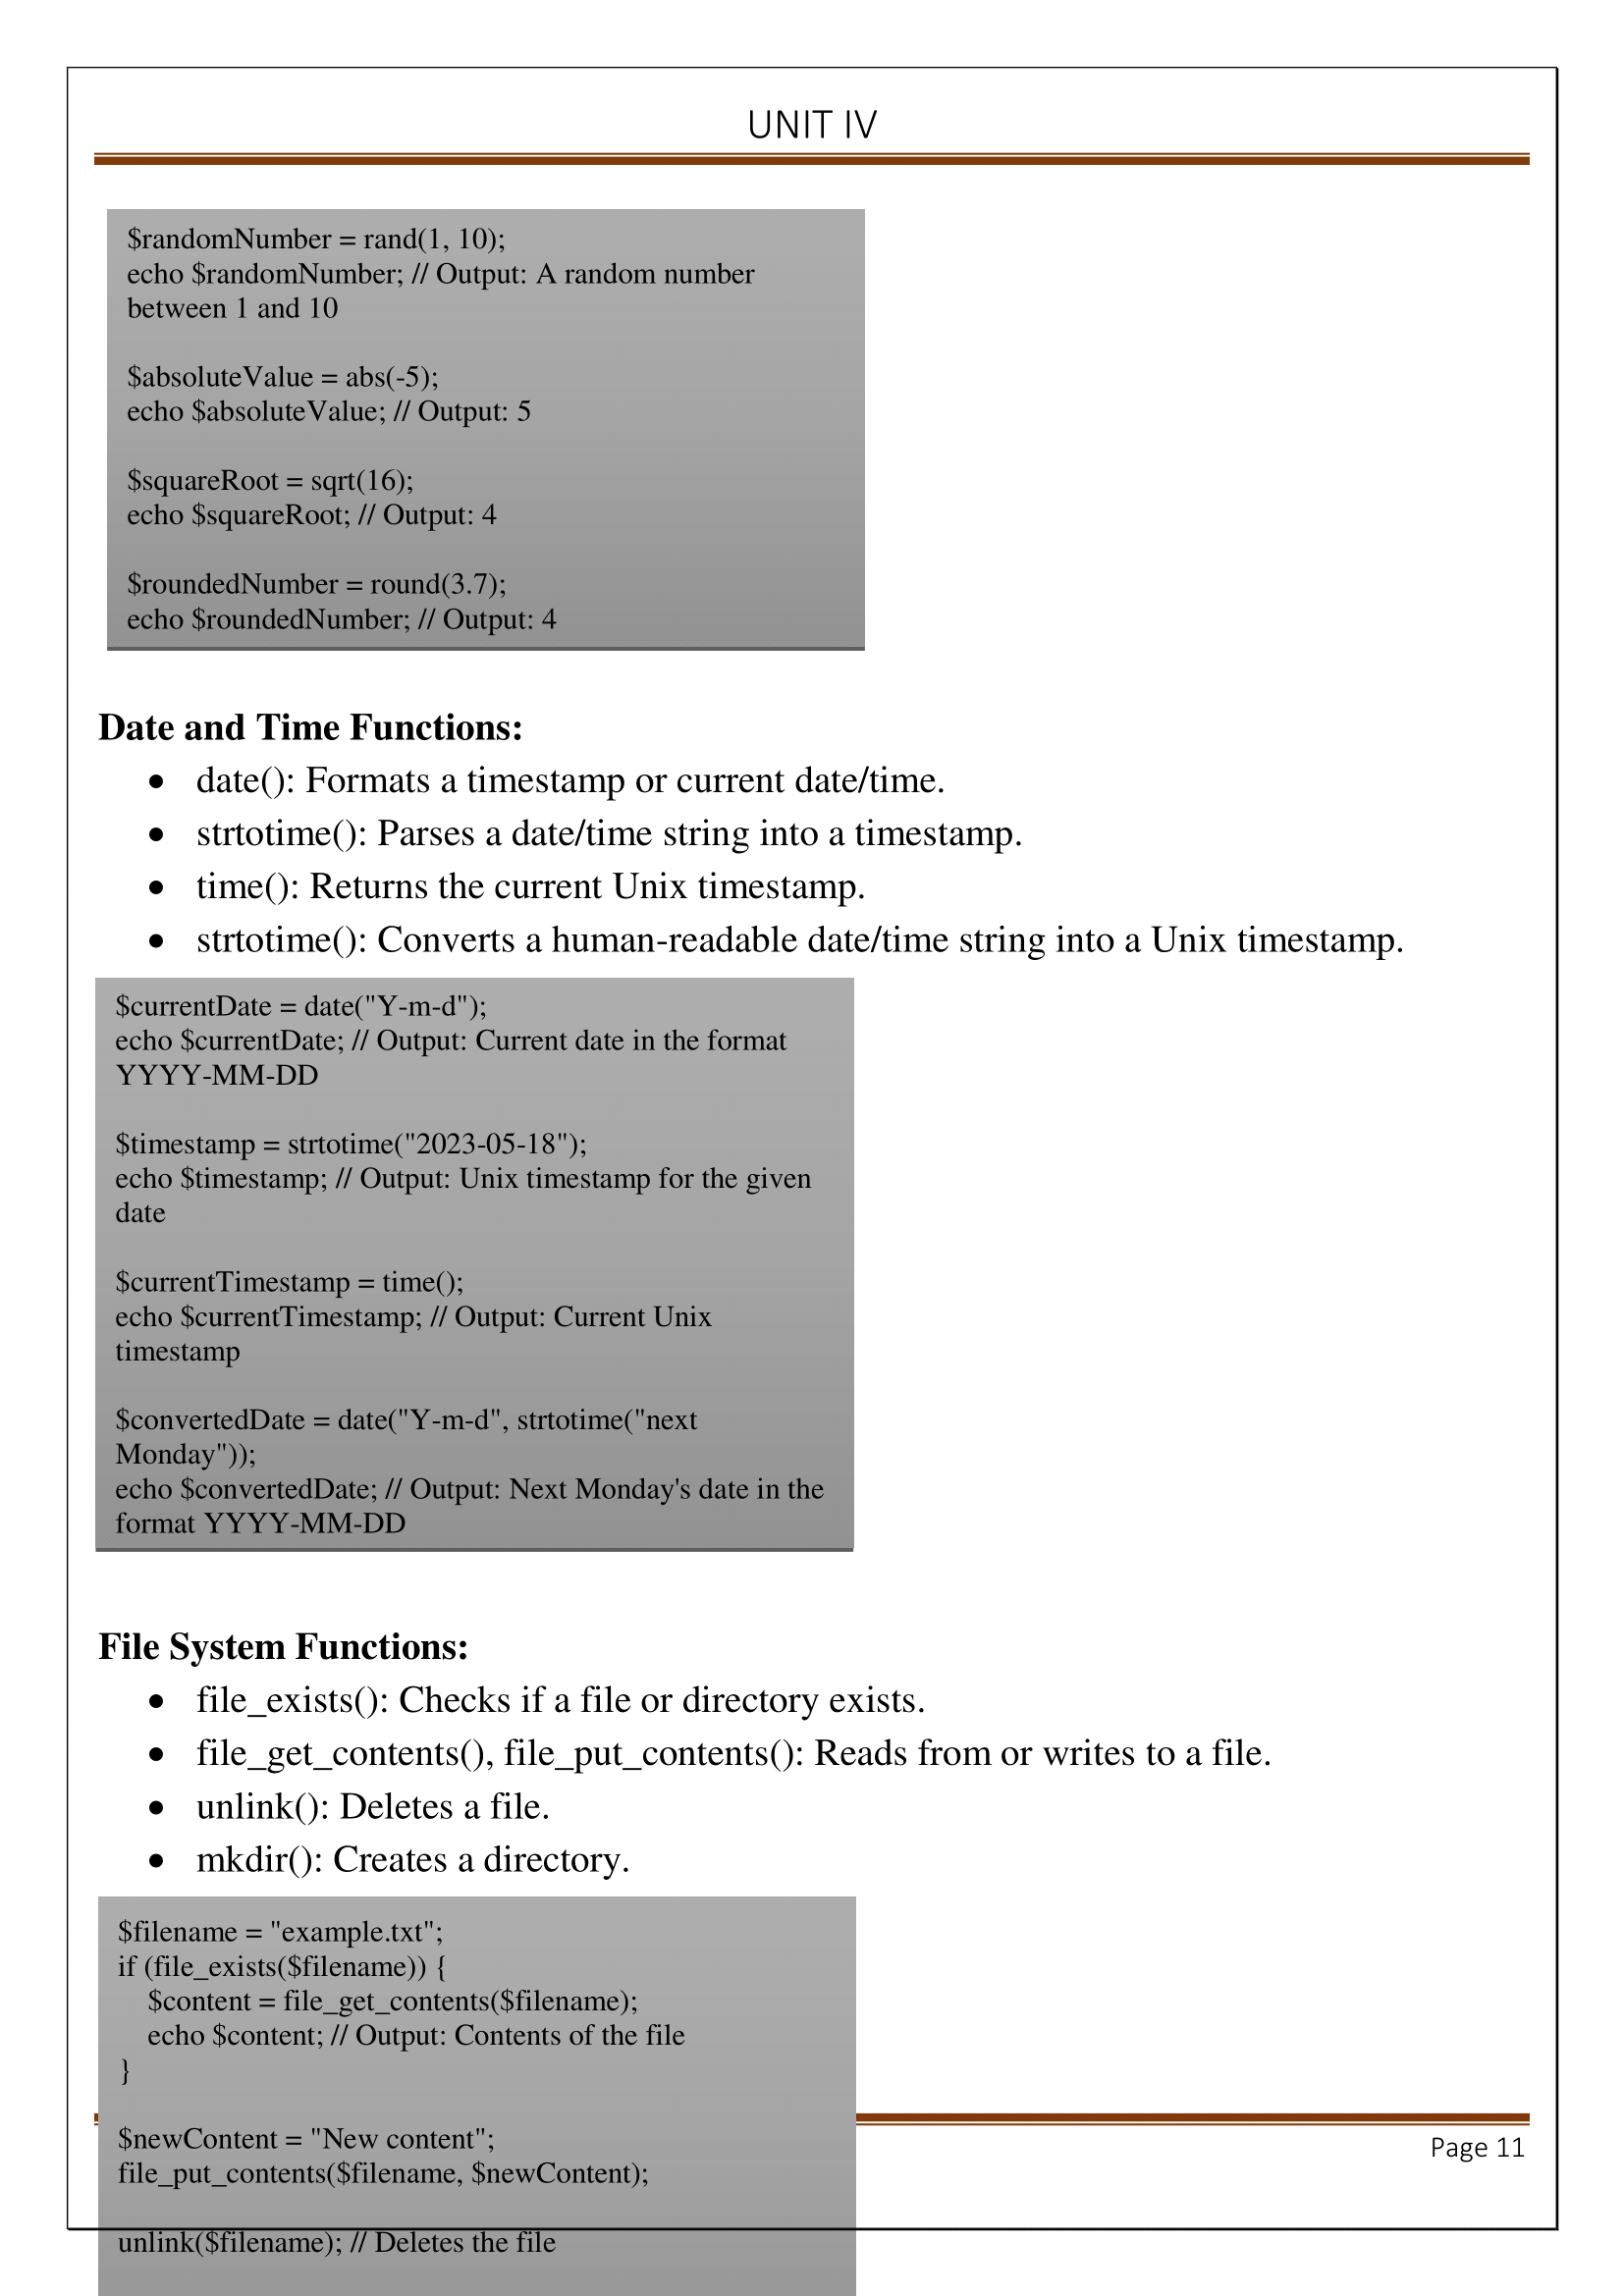 UNIT IV
$randomNumber = rand(1, 10);
echo $randomNumber; // Output: A random number
between 1 and 10
$absoluteValue = abs(-5);
echo $absoluteValue; // Output: 5
$squareRoot = sqrt(16);
echo $squareRoot; // Output: 4
$roundedNumber = round(3.7);
echo $roundedNumber; // Output: 4
Date and Time Functions:
• date(): Formats a timestamp or current date/time.
• strtotime(): Parses a date/time string into a timestamp.
• time(): Returns the current Unix timestamp.
• strtotime(): Converts a human-readable date/time string into a Unix timestamp.
$currentDate = date("Y-m-d");
echo $currentDate; // Output: Current date in the format
YYYY-MM-DD
$timestamp = strtotime("2023-05-18");
echo $timestamp; // Output: Unix timestamp for the given
date
$currentTimestamp = time();
echo $currentTimestamp; // Output: Current Unix
timestamp
$convertedDate = date("Y-m-d", strtotime("next
Monday"));
echo $convertedDate; // Output: Next Monday's date in the
format YYYY-MM-DD
File System Functions:
• file_exists(): Checks if a file or directory exists.
• file_get_contents(), file_put_contents(): Reads from or writes to a file.
• unlink(): Deletes a file.
• mkdir(): Creates a directory.
$filename = "example.txt";
if (file_exists($filename)) {
    $content = file_get_contents($filename);
    echo $content; // Output: Contents of the file
}
$newContent = "New content";
file_put_contents($filename, $newContent);
unlink($filename); // Deletes the file
Page 11